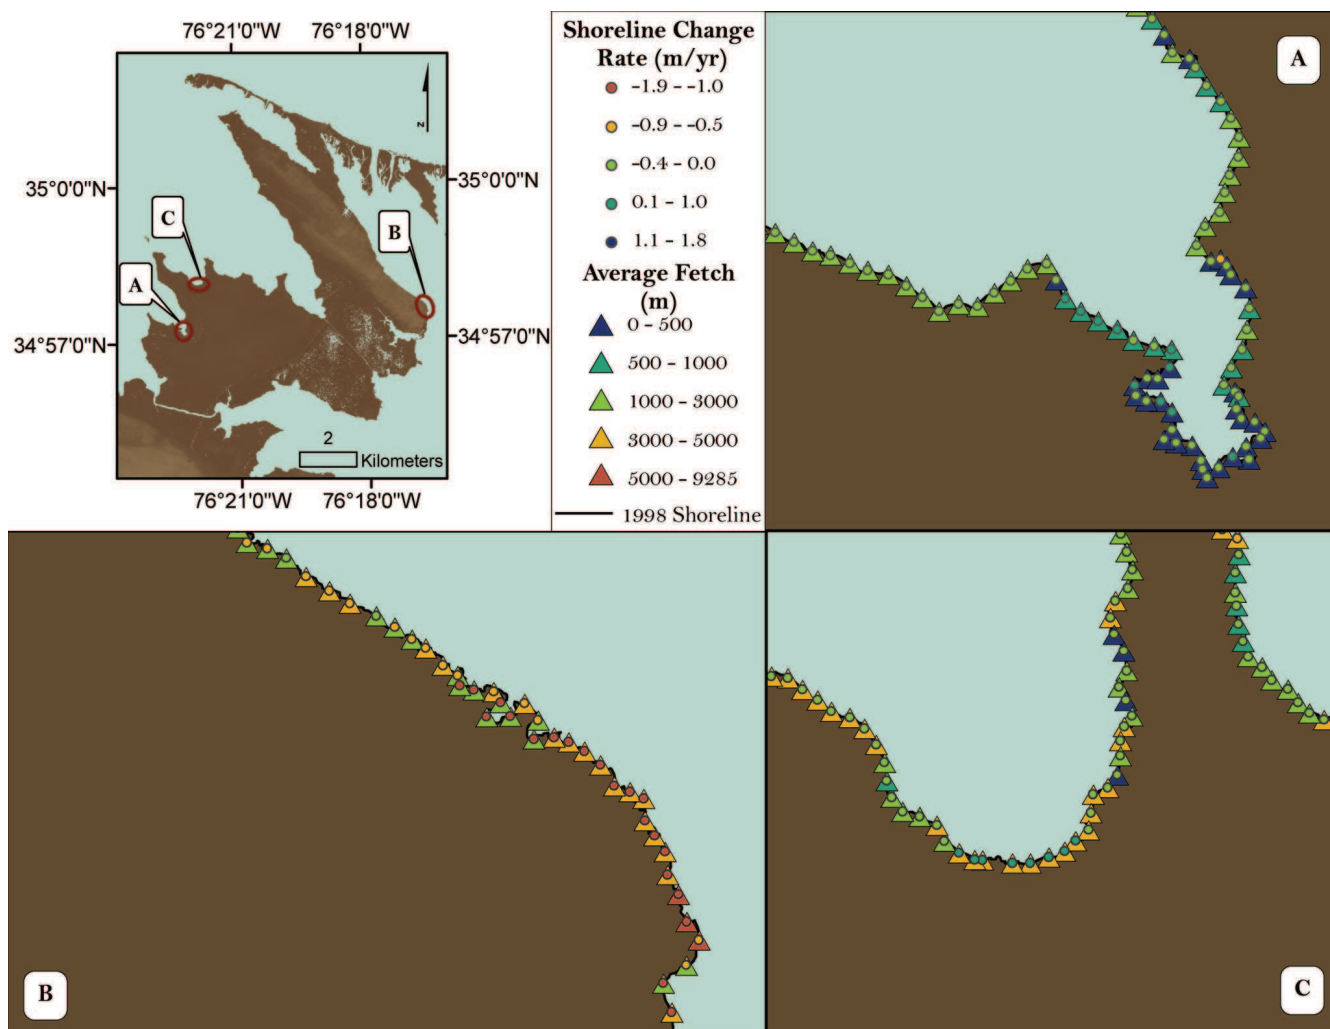 76°21'0"W
76°18'0"W
N
35°0'0"N
35°0'0"N
C
B
A
34°57'0"N
34°57'0"N
2
Kilometers
76°21'0"W
76°18'0"W
Shoreline Change
Rate (m/yr)
-1.9 - -1.0
-0.9 - -0.5
-0.4 - 0.0
0.1 - 1.0
1.1 - 1.8
Average Fetch
(m)
0 - 500
500 - 1000
1000 - 3000
3000 - 5000
5000 - 9285
1998 Shoreline
A
B
C